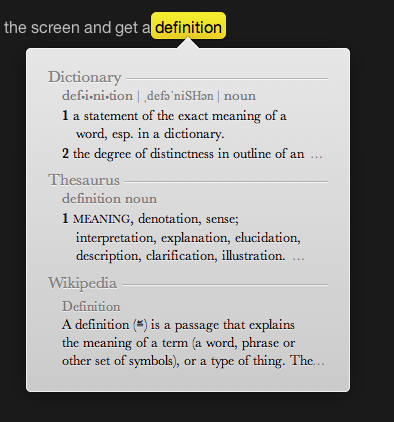 the screen and get a definition
Dictionary
def•i•ni•tion | ˌdefəˈniSHən | noun
1 a statement of the exact meaning of a
word, esp. in a dictionary.
2 the degree of distinctness in outline of an …
Thesaurus
definition noun
1 MEANING, denotation, sense;
interpretation, explanation, elucidation,
description, clarification, illustration. …
Wikipedia
Definition
A definition (≝) is a passage that explains
the meaning of a term (a word, phrase or
other set of symbols), or a type of thing. The…